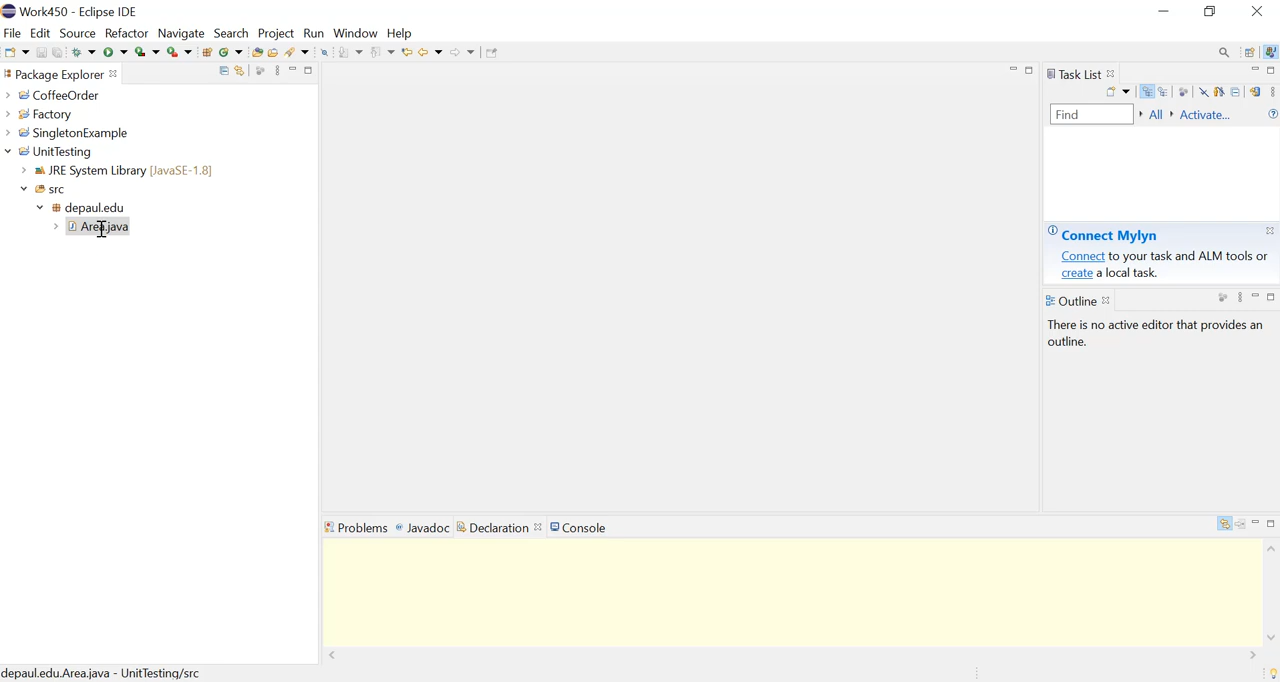 Work450 - Eclipse IDE
File Edit Source Refactor Navigate Search Project Run Window Help
Package Explorer
CoffeeOrder
Factory
SingletonExample
UnitTesting
JRE System Library [JavaSE-1.8]
src
depaul.edu
Area.java
Task List
Find All Activate...
Connect Mylyn
Connect to your task and ALM tools or
create a local task.
Outline
There is no active editor that provides an
outline.
Problems Javadoc Declaration Console
depaul.edu.Area.java - UnitTesting/src